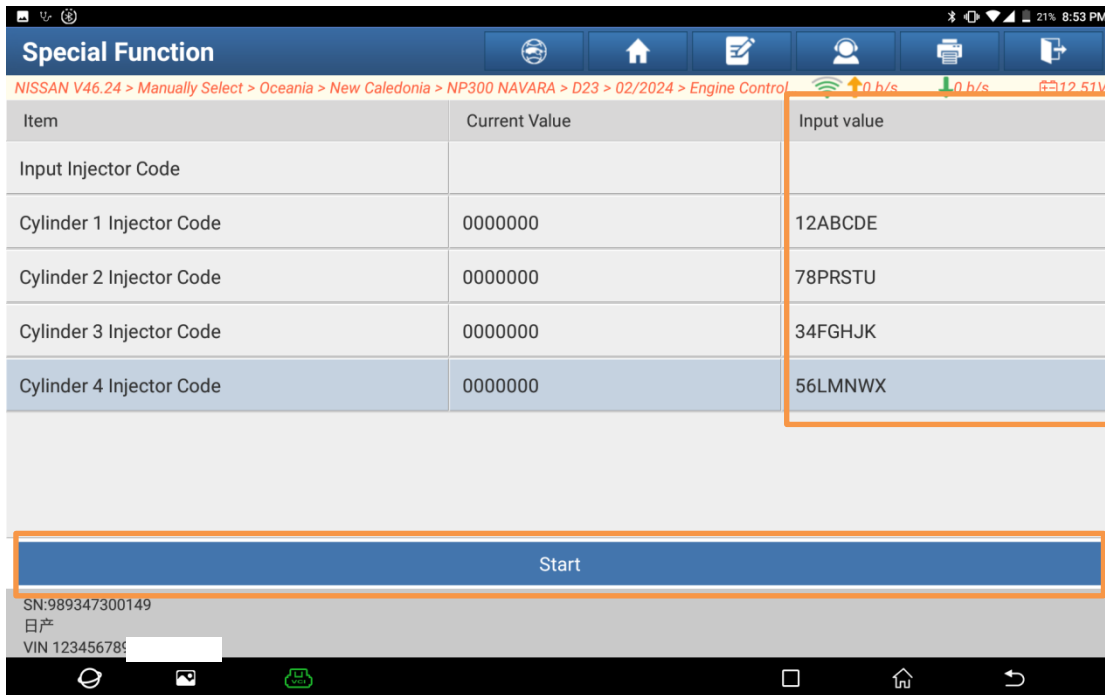 21% 8:53 PM
Special Function
NISSAN V46.24 > Manually Select > Oceania > New Caledonia > NP300 NAVARA > D23 > 02/2024 > Engine Control 0 b/s 0 b/s 12.51V
Item Current Value Input value
Input Injector Code
Cylinder 1 Injector Code 0000000 12ABCDE
Cylinder 2 Injector Code 0000000 78PRSTU
Cylinder 3 Injector Code 0000000 34FGHJK
Cylinder 4 Injector Code 0000000 56LMNWX
Start
SN:989347300149
日产
VIN 123456789
VCI